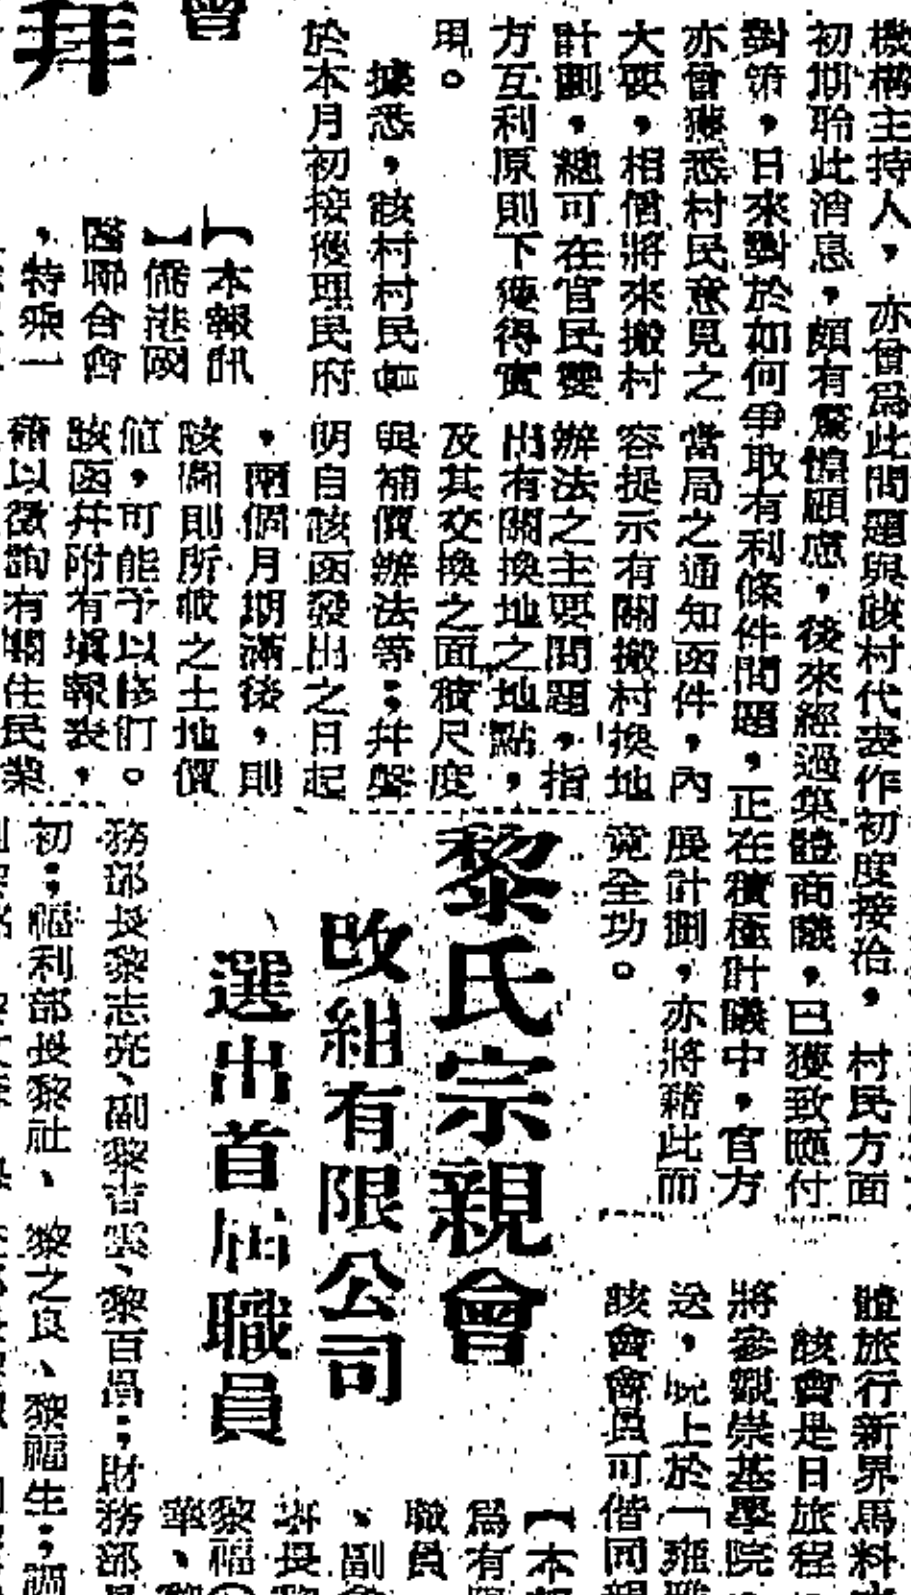 機構主持人，亦曾為此問題與該村代表作初度接洽，村民方面
初期聆此消息，頗有驚惶顧慮，後來經過集體商議，已獲致應付
對策，日來對於如何爭取有利條件問題，正在積極計議中，官方
亦曾獲悉村民意見之
大要，相信將來搬村
計劃，總可在官民雙
方互利原則下獲得實
現。
據悉，該村村民
於本月初接獲理民府
當局之通知函件，內
容提示有關搬村換地
辦法之主要問題，指
出有關換地之地點，
及其交換之面積尺度
與補償辦法等；并聲
明自該函發出之日起
，兩個月期滿後，則
該圖則所載之土地價
值，可能予以修訂。
該函并附有填報表，
藉以徵詢有關住民業
展計劃，亦將藉此而
竟全功。
會
拜
【本報訊
】僑港國
醫聯合會
，特飛一
黎氏宗親會
改組有限公司
選出首屆職員
【本
為有
職員
、副
長
黎福
華、
務部長黎志亮、副黎吉雲、黎百昌；財務部
初；福利部長黎社、黎之良、黎福生；
體旅行新界馬料
該會是日旅程
將參觀崇基學院
送，晚上於「雍
該會會員可偕同親